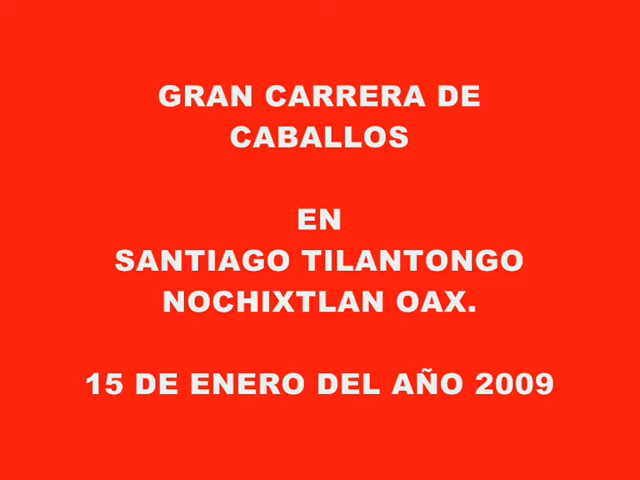 GRAN CARRERA DE
CABALLOS
EN
SANTIAGO TILANTONGO
NOCHIXTLAN OAX.
15 DE ENERO DEL AÑO 2009